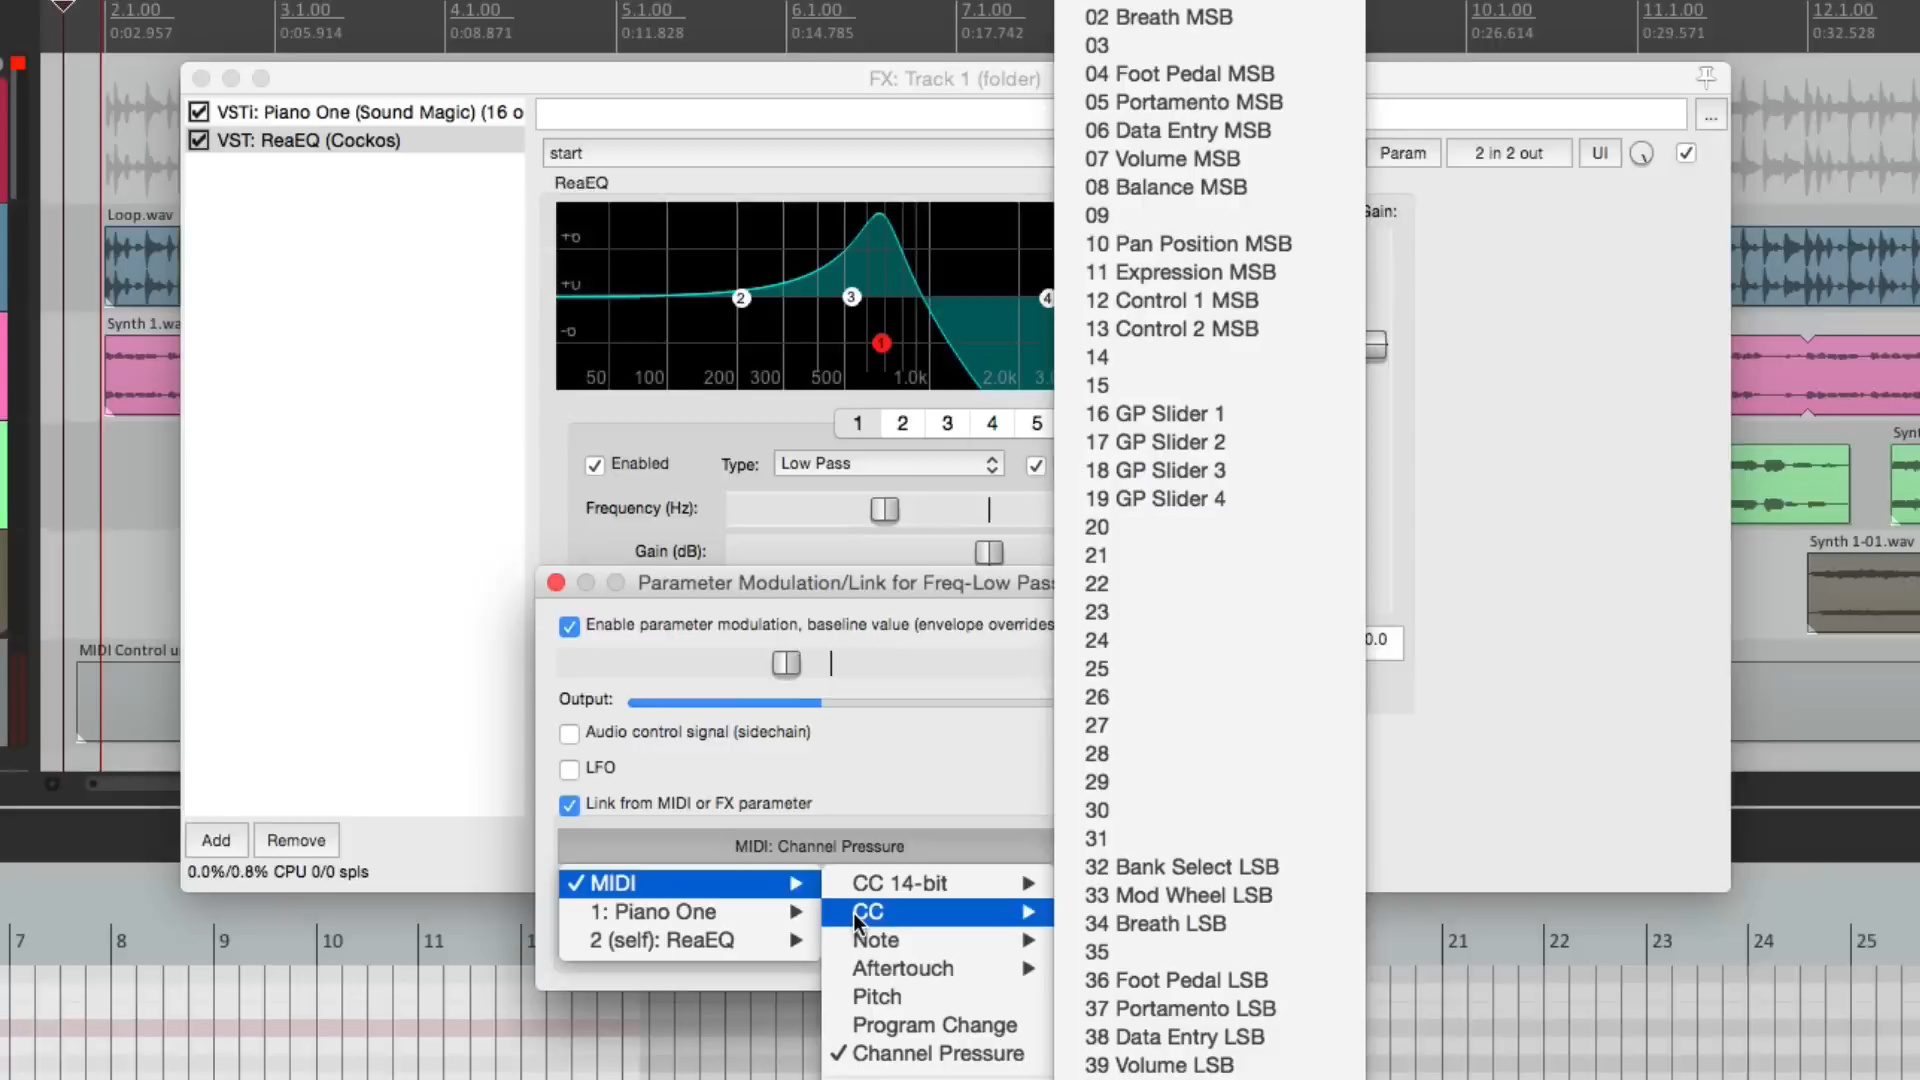 2.1.00
3.1.00
4.1.00
5.1.00
6.1.00
7.1.00
10.1.00
11.1.00
12.1.00
0:02.957
0:05.914
0:08.871
0:11.828
0:14.785
0:17.742
0:26.614
0:29.571
0:32.528
FX: Track 1 (folder)
VSTi: Piano One (Sound Magic) (16 o
VST: ReaEQ (Cockos)
...
start
Param
2 in 2 out
UI
ReaEQ
Loop.wav
Synth 1.wa
Gain:
+6
+0
-6
2
3
4
1
50
100
200
300
500
1.0k
2.0k
3.
1
2
3
4
5
Enabled
Type:
Low Pass
Frequency (Hz):
Gain (dB):
0.0
Synt
Synth 1-01.wav
MIDI Control u
Parameter Modulation/Link for Freq-Low Pass
Enable parameter modulation, baseline value (envelope overrides
Output:
Audio control signal (sidechain)
LFO
Link from MIDI or FX parameter
MIDI: Channel Pressure
Add
Remove
0.0%/0.8% CPU 0/0 spls
✓ MIDI
1: Piano One
2 (self): ReaEQ
CC 14-bit
CC
Note
Aftertouch
Pitch
Program Change
✓ Channel Pressure
02 Breath MSB
03
04 Foot Pedal MSB
05 Portamento MSB
06 Data Entry MSB
07 Volume MSB
08 Balance MSB
09
10 Pan Position MSB
11 Expression MSB
12 Control 1 MSB
13 Control 2 MSB
14
15
16 GP Slider 1
17 GP Slider 2
18 GP Slider 3
19 GP Slider 4
20
21
22
23
24
25
26
27
28
29
30
31
32 Bank Select LSB
33 Mod Wheel LSB
34 Breath LSB
35
36 Foot Pedal LSB
37 Portamento LSB
38 Data Entry LSB
39 Volume LSB
7
8
9
10
11
1
21
22
23
24
25